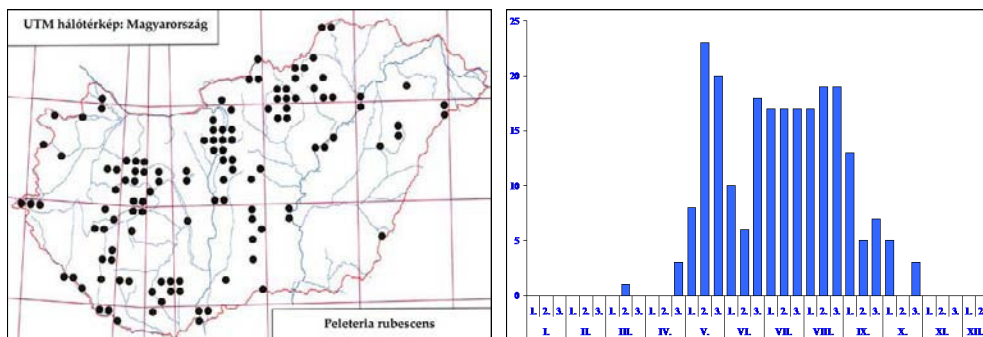 UTM hálótérkép: Magyarország
Peleteria rubescens
25
20
15
10
5
0
1. 2. 3. 1. 2. 3. 1. 2. 3. 1. 2. 3. 1. 2. 3. 1. 2. 3. 1. 2. 3. 1. 2. 3. 1. 2. 3. 1. 2. 3. 1. 2. 3. 1. 2
I. II. III. IV. V. VI. VII. VIII. IX. X. XI. XII.